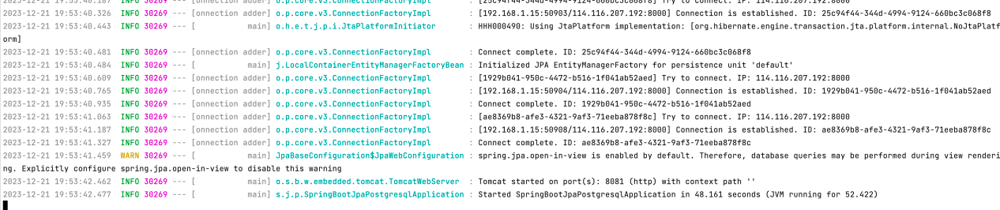 2023-12-21 19:53:40.187  INFO 30269 --- [onnection adder] o.p.core.v3.ConnectionFactoryImpl        : [25c94f44-344d-4994-9124-660bc3c068f8] Try to connect. IP: 114.116.207.192:8000
2023-12-21 19:53:40.326  INFO 30269 --- [onnection adder] o.p.core.v3.ConnectionFactoryImpl        : [192.168.1.15:50903/114.116.207.192:8000] Connection is established. ID: 25c94f44-344d-4994-9124-660bc3c068f8
2023-12-21 19:53:40.443  INFO 30269 --- [           main] o.h.e.t.j.p.i.JtaPlatformInitiator       : HHH000490: Using JtaPlatform implementation: [org.hibernate.engine.transaction.jta.platform.internal.NoJtaPlatf
orm]
2023-12-21 19:53:40.481  INFO 30269 --- [onnection adder] o.p.core.v3.ConnectionFactoryImpl        : Connect complete. ID: 25c94f44-344d-4994-9124-660bc3c068f8
2023-12-21 19:53:40.484  INFO 30269 --- [           main] j.LocalContainerEntityManagerFactoryBean : Initialized JPA EntityManagerFactory for persistence unit 'default'
2023-12-21 19:53:40.609  INFO 30269 --- [onnection adder] o.p.core.v3.ConnectionFactoryImpl        : [1929b041-950c-4472-b516-1f041ab52aed] Try to connect. IP: 114.116.207.192:8000
2023-12-21 19:53:40.765  INFO 30269 --- [onnection adder] o.p.core.v3.ConnectionFactoryImpl        : [192.168.1.15:50904/114.116.207.192:8000] Connection is established. ID: 1929b041-950c-4472-b516-1f041ab52aed
2023-12-21 19:53:40.935  INFO 30269 --- [onnection adder] o.p.core.v3.ConnectionFactoryImpl        : Connect complete. ID: 1929b041-950c-4472-b516-1f041ab52aed
2023-12-21 19:53:41.063  INFO 30269 --- [onnection adder] o.p.core.v3.ConnectionFactoryImpl        : [ae8369b8-afe3-4321-9af3-71eeba878f8c] Try to connect. IP: 114.116.207.192:8000
2023-12-21 19:53:41.187  INFO 30269 --- [onnection adder] o.p.core.v3.ConnectionFactoryImpl        : [192.168.1.15:50908/114.116.207.192:8000] Connection is established. ID: ae8369b8-afe3-4321-9af3-71eeba878f8c
2023-12-21 19:53:41.327  INFO 30269 --- [onnection adder] o.p.core.v3.ConnectionFactoryImpl        : Connect complete. ID: ae8369b8-afe3-4321-9af3-71eeba878f8c
2023-12-21 19:53:41.459  WARN 30269 --- [           main] JpaBaseConfiguration$JpaWebConfiguration : spring.jpa.open-in-view is enabled by default. Therefore, database queries may be performed during view renderi
ng. Explicitly configure spring.jpa.open-in-view to disable this warning
2023-12-21 19:53:42.462  INFO 30269 --- [           main] o.s.b.w.embedded.tomcat.TomcatWebServer  : Tomcat started on port(s): 8081 (http) with context path ''
2023-12-21 19:53:42.477  INFO 30269 --- [           main] s.j.p.SpringBootJpaPostgresqlApplication : Started SpringBootJpaPostgresqlApplication in 48.161 seconds (JVM running for 52.422)